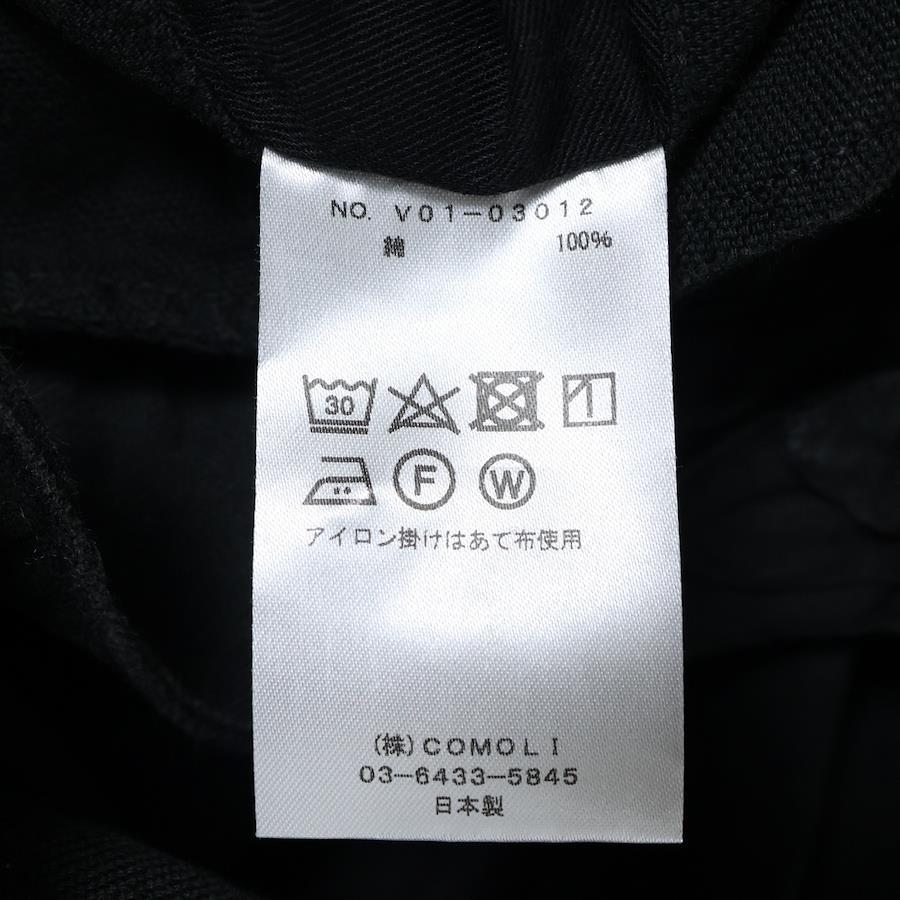 NO. V01-03012
綿 100%
30
F W
アイロン掛けはあて布使用
(株)COMOLI
03-6433-5845
日本製